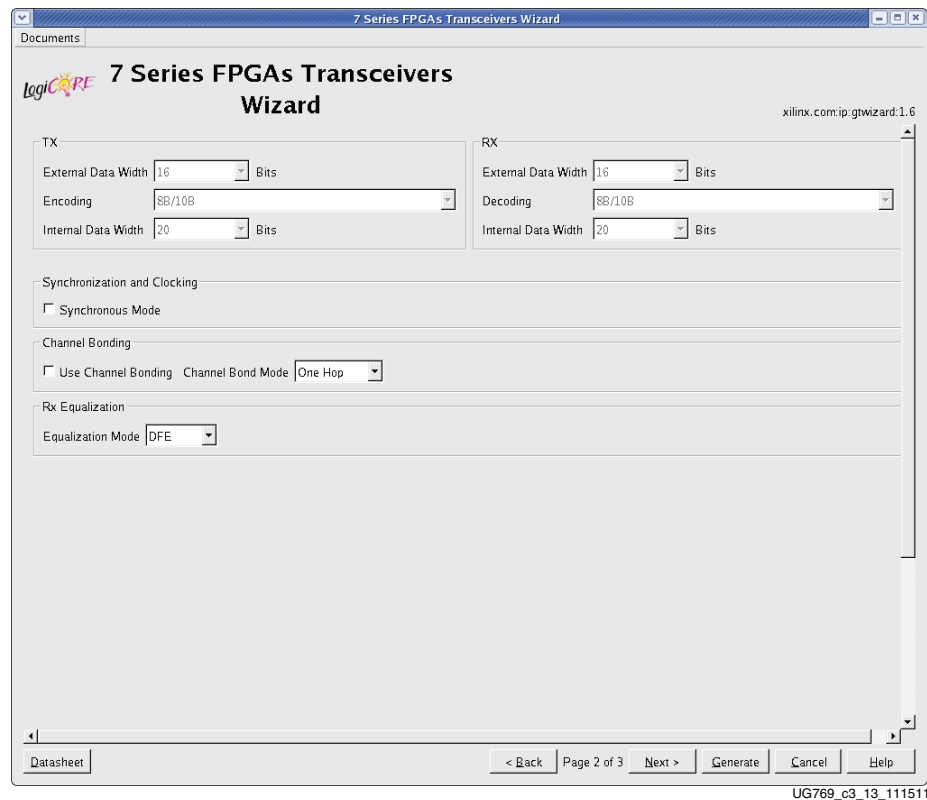 7 Series FPGAs Transceivers Wizard
Documents
logiCORE
7 Series FPGAs Transceivers
Wizard
xilinx.com:ip:gtwizard:1.6
TX
External Data Width 16 Bits
Encoding 8B/10B
Internal Data Width 20 Bits
RX
External Data Width 16 Bits
Decoding 8B/10B
Internal Data Width 20 Bits
Synchronization and Clocking
Synchronous Mode
Channel Bonding
Use Channel Bonding Channel Bond Mode One Hop
Rx Equalization
Equalization Mode DFE
Datasheet < Back Page 2 of 3 Next > Generate Cancel Help
UG769_c3_13_111511